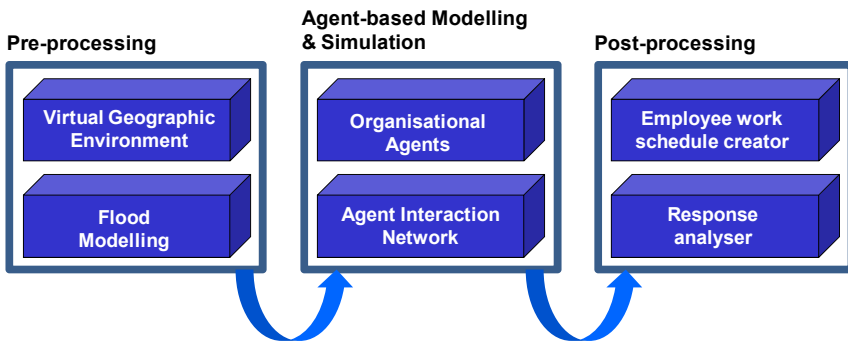 Pre-processing
Virtual Geographic
Environment
Flood
Modelling
Agent-based Modelling
& Simulation
Organisational
Agents
Agent Interaction
Network
Post-processing
Employee work
schedule creator
Response
analyser